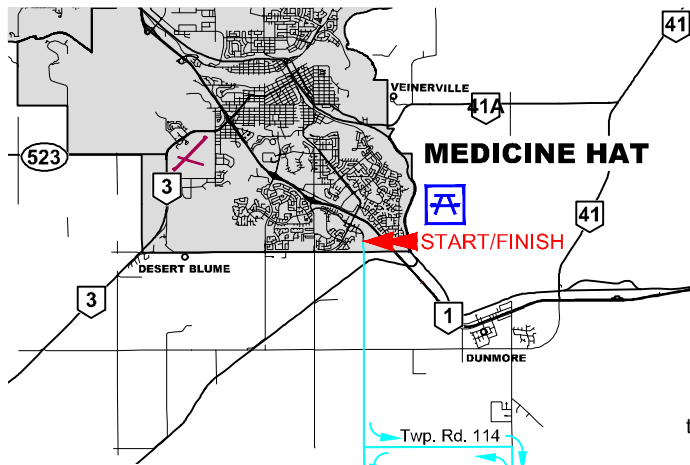 41
VEINERVILLE
41A
MEDICINE HAT
523
3
41
START/FINISH
DESERT BLUME
3
1
DUNMORE
Twp. Rd. 114
t